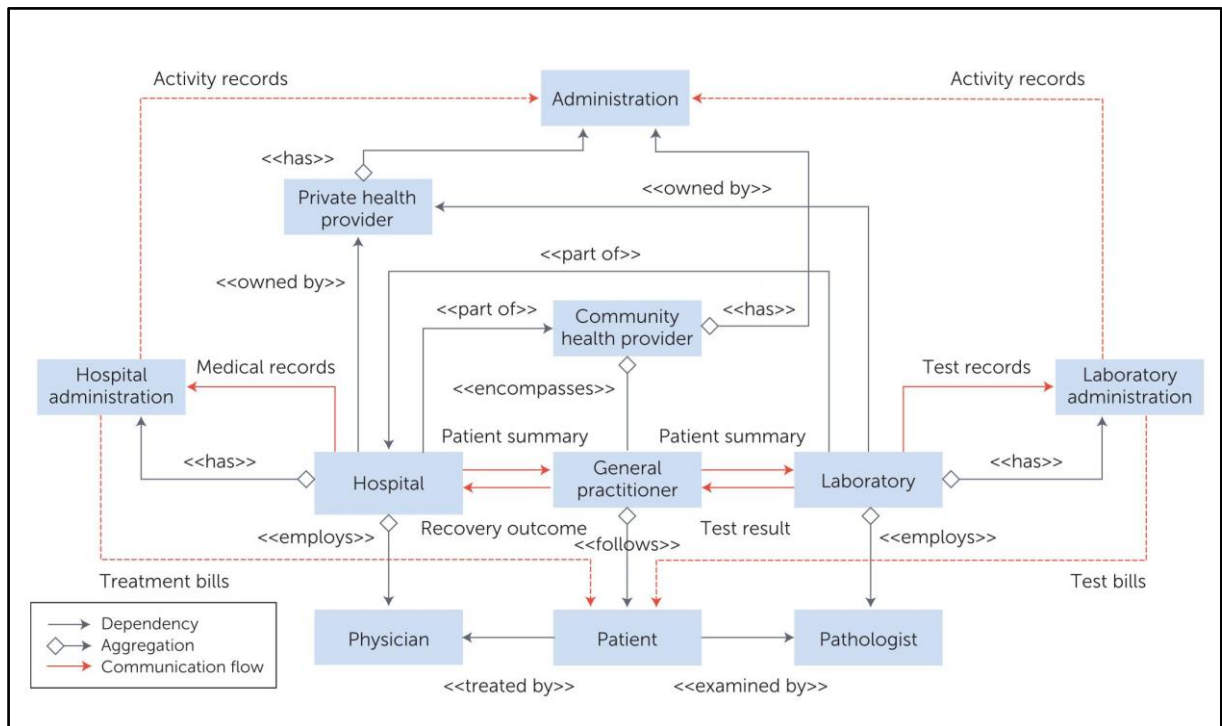 Activity records
Activity records
Administration
<<has>>
Private health
provider
<<owned by>>
<<part of>>
<<owned by>>
<<part of>>
Community
health provider
<<has>>
Hospital
administration
Medical records
<<encompasses>>
Test records
Laboratory
administration
Patient summary
Patient summary
<<has>>
Hospital
General
practitioner
Laboratory
<<has>>
<<employs>>
Recovery outcome
Test result
<<employs>>
<<follows>>
Treatment bills
Test bills
Dependency
Aggregation
Communication flow
Physician
Patient
Pathologist
<<treated by>>
<<examined by>>